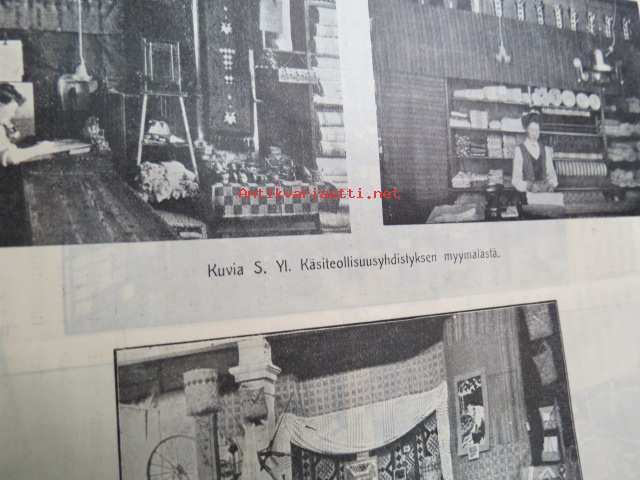 Antikvariaatti.net
Kuvia S. Yl. Käsiteollisuusyhdistyksen myymälästä.